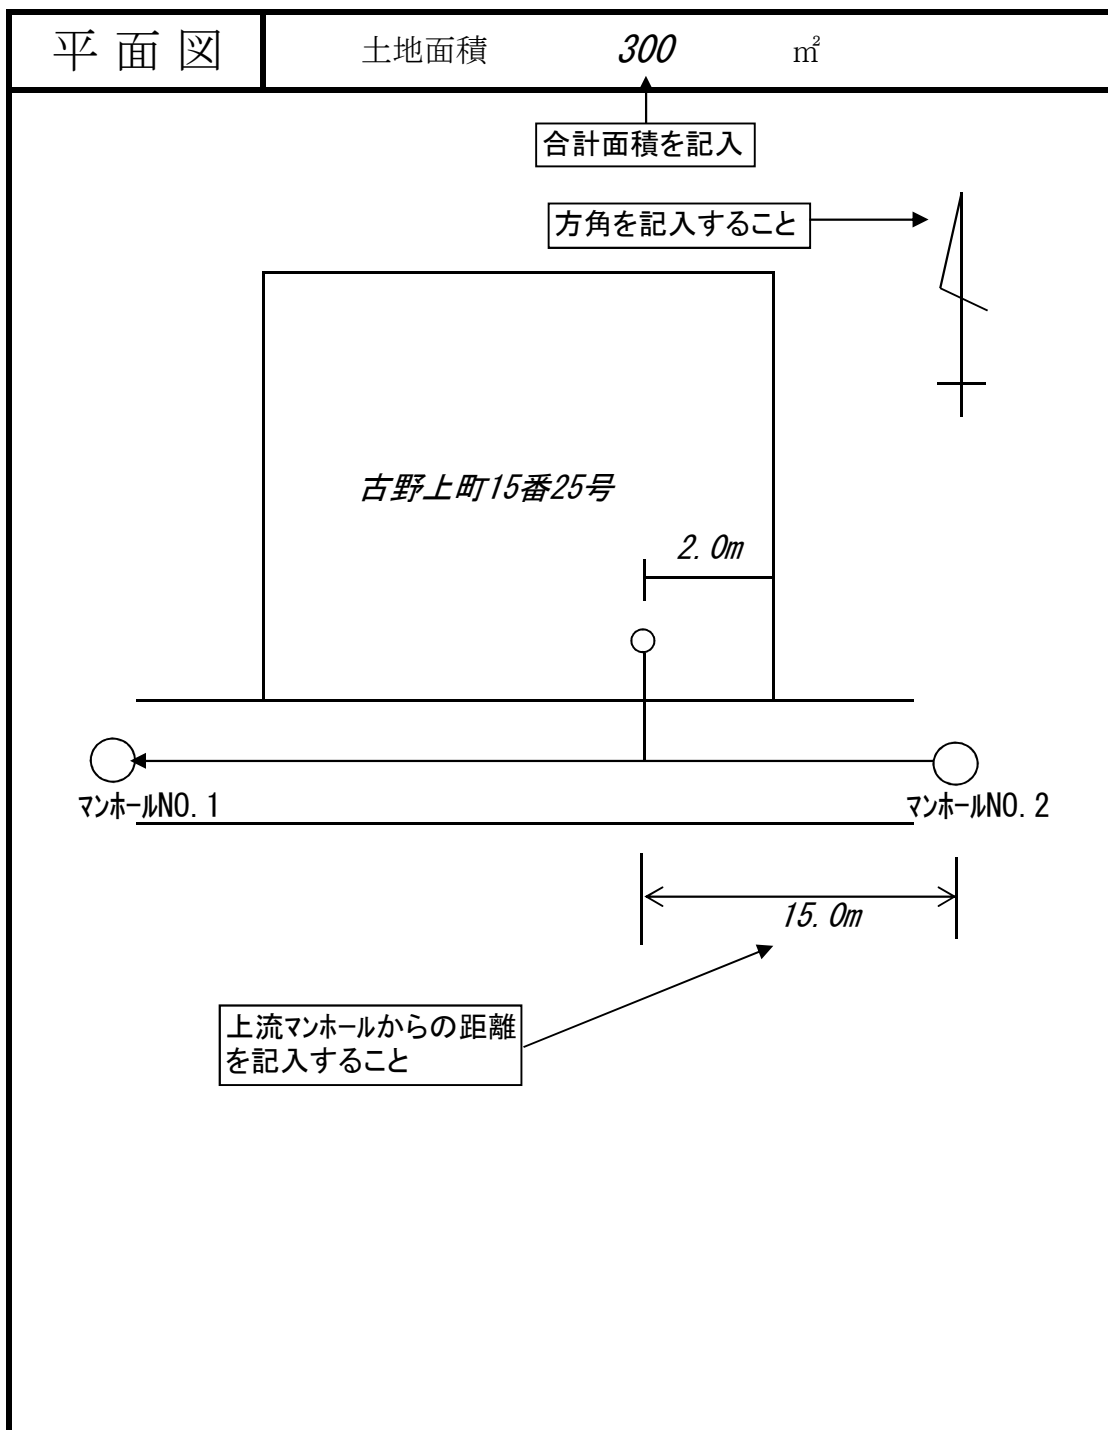 平面図 土地面積 300 ㎡
合計面積を記入
方角を記入すること
古野上町15番25号
2.0m
ﾏﾝﾎｰﾙNO.1 ﾏﾝﾎｰﾙNO.2
15.0m
上流ﾏﾝﾎｰﾙからの距離
を記入すること